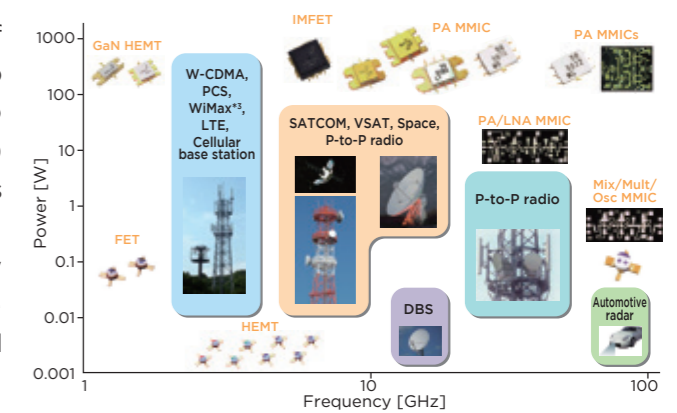 IMFET
PA MMIC
PA MMICs
GaN HEMT
1000
100
10
1
0.1
0.01
0.001
Power [W]
W-CDMA,
PCS,
WiMax*3,
LTE,
Cellular
base station
SATCOM, VSAT, Space,
P-to-P radio
PA/LNA MMIC
P-to-P radio
Mix/Mult/
Osc MMIC
FET
HEMT
DBS
Automotive
radar
1
10
100
Frequency [GHz]